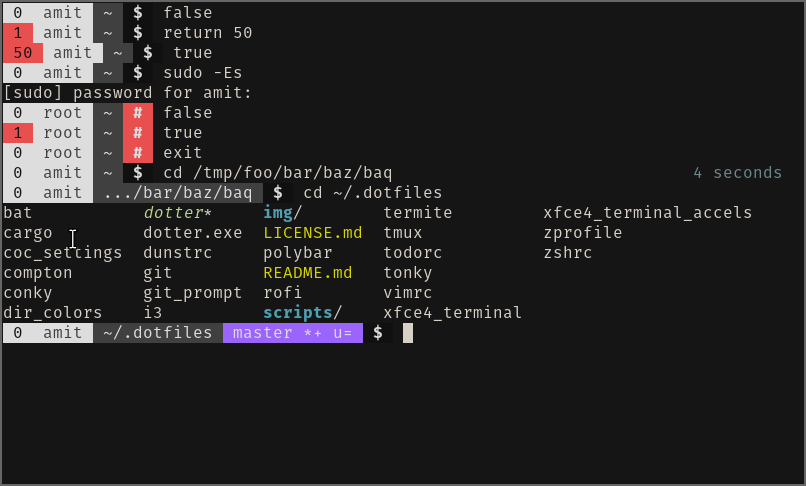 0 amit ~ $ false
1 amit ~ $ return 50
50 amit ~ $ true
0 amit ~ $ sudo -Es
[sudo] password for amit:
0 root ~ # false
1 root ~ # true
0 root ~ # exit
0 amit ~ $ cd /tmp/foo/bar/baz/baq 4 seconds
0 amit .../bar/baz/baq $ cd ~/.dotfiles
bat dotter* img/ termite xfce4_terminal_accels
cargo dotter.exe LICENSE.md tmux zprofile
coc_settings dunstrc polybar todorc zshrc
compton git README.md tonky
conky git_prompt rofi vimrc
dir_colors i3 scripts/ xfce4_terminal
0 amit ~/.dotfiles master *+ u= $